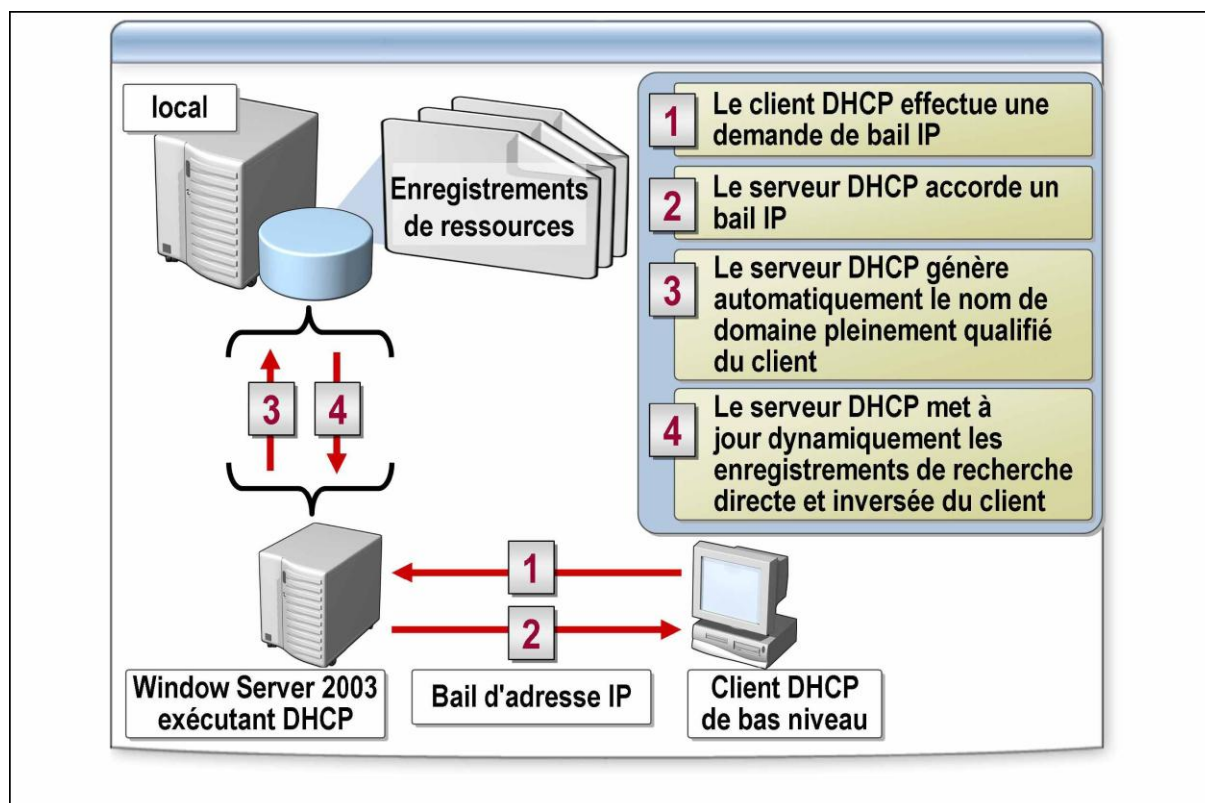 local
Enregistrements
de ressources
1
Le client DHCP effectue une
demande de bail IP
2
Le serveur DHCP accorde un
bail IP
3
Le serveur DHCP génère
automatiquement le nom de
domaine pleinement qualifié
du client
4
Le serveur DHCP met à
jour dynamiquement les
enregistrements de recherche
directe et inversée du client
3
4
1
2
Window Server 2003
exécutant DHCP
Bail d'adresse IP
Client DHCP
de bas niveau